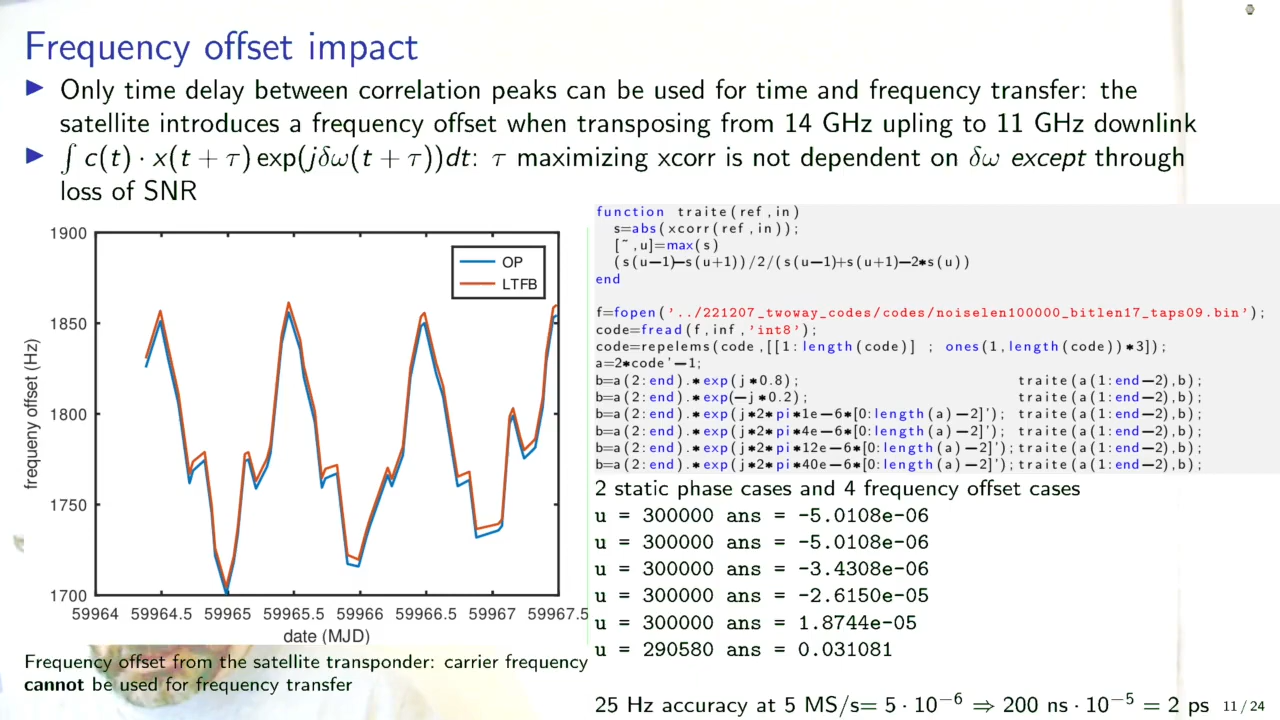 Frequency offset impact
▶ Only time delay between correlation peaks can be used for time and frequency transfer: the
satellite introduces a frequency offset when transposing from 14 GHz upling to 11 GHz downlink
▶ ∫ c(t) · x(t + τ) exp(jδω(t + τ))dt: τ maximizing xcorr is not dependent on δω except through
loss of SNR
1900
1850
1800
1750
1700
frequeny offset (Hz)
OP
LTFB
59964 59964.5 59965 59965.5 59966 59966.5 59967 59967.5
date (MJD)
Frequency offset from the satellite transponder: carrier frequency
cannot be used for frequency transfer
function traite(ref,in)
s=abs(xcorr(ref,in));
[~,u]=max(s)
(s(u−1)−s(u+1))/2/(s(u−1)+s(u+1)−2*s(u))
end
f=fopen('../221207_twoway_codes/codes/noiselen100000_bitlen17_taps09.bin');
code=fread(f,inf,'int8');
code=repelems(code,[[1:length(code)] ; ones(1,length(code))*3]);
a=2*code'−1;
b=a(2:end).*exp(j*0.8); traite(a(1:end−2),b);
b=a(2:end).*exp(−j*0.2); traite(a(1:end−2),b);
b=a(2:end).*exp(j*2*pi*1e−6*[0:length(a)−2]'); traite(a(1:end−2),b);
b=a(2:end).*exp(j*2*pi*4e−6*[0:length(a)−2]'); traite(a(1:end−2),b);
b=a(2:end).*exp(j*2*pi*12e−6*[0:length(a)−2]'); traite(a(1:end−2),b);
b=a(2:end).*exp(j*2*pi*40e−6*[0:length(a)−2]'); traite(a(1:end−2),b);
2 static phase cases and 4 frequency offset cases
u = 300000 ans = -5.0108e-06
u = 300000 ans = -5.0108e-06
u = 300000 ans = -3.4308e-06
u = 300000 ans = -2.6150e-05
u = 300000 ans = 1.8744e-05
u = 290580 ans = 0.031081
25 Hz accuracy at 5 MS/s= 5 · 10⁻⁶ ⇒ 200 ns · 10⁻⁵ = 2 ps
11 / 24